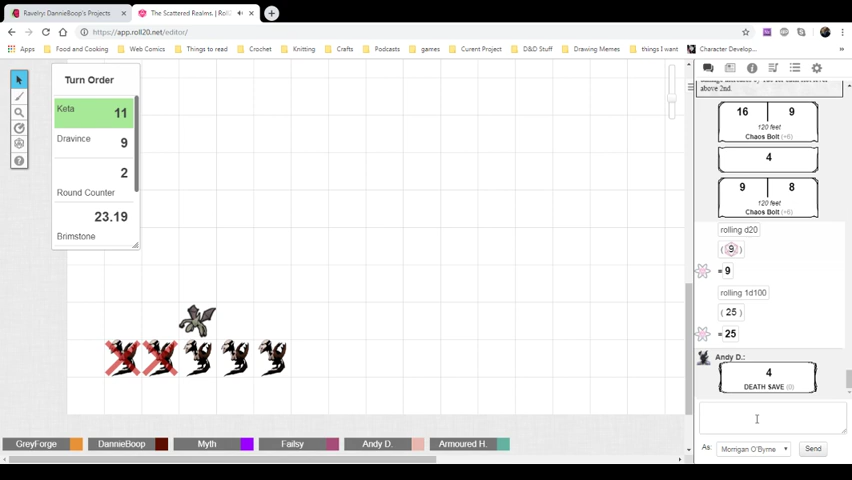 Ravelry: DannieBoop's Projects
The Scattered Realms. | Roll20
https://app.roll20.net/editor/
Apps
Food and Cooking
Web Comics
Things to read
Crochet
Knitting
Crafts
Podcasts
games
Curent Project
D&D Stuff
Drawing Memes
things I want
Character Develop...
Turn Order
Keta
11
Dravince
9
2
Round Counter
23.19
Brimstone
above 2nd.
16 9
120 feet
Chaos Bolt (+6)
4
9 8
120 feet
Chaos Bolt (+6)
rolling d20
( 9 )
= 9
rolling 1d100
( 25 )
= 25
Andy D.:
4
DEATH SAVE (0)
As:
Morrigan O'Byrne
Send
GreyForge
DannieBoop
Myth
Failsy
Andy D.
Armoured H.